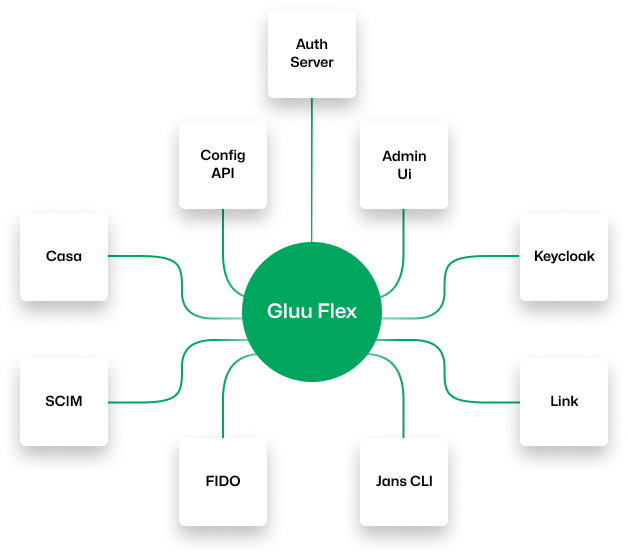 Auth
Server
Config
API
Admin
Ui
Casa
Keycloak
Gluu Flex
SCIM
Link
FIDO
Jans CLI